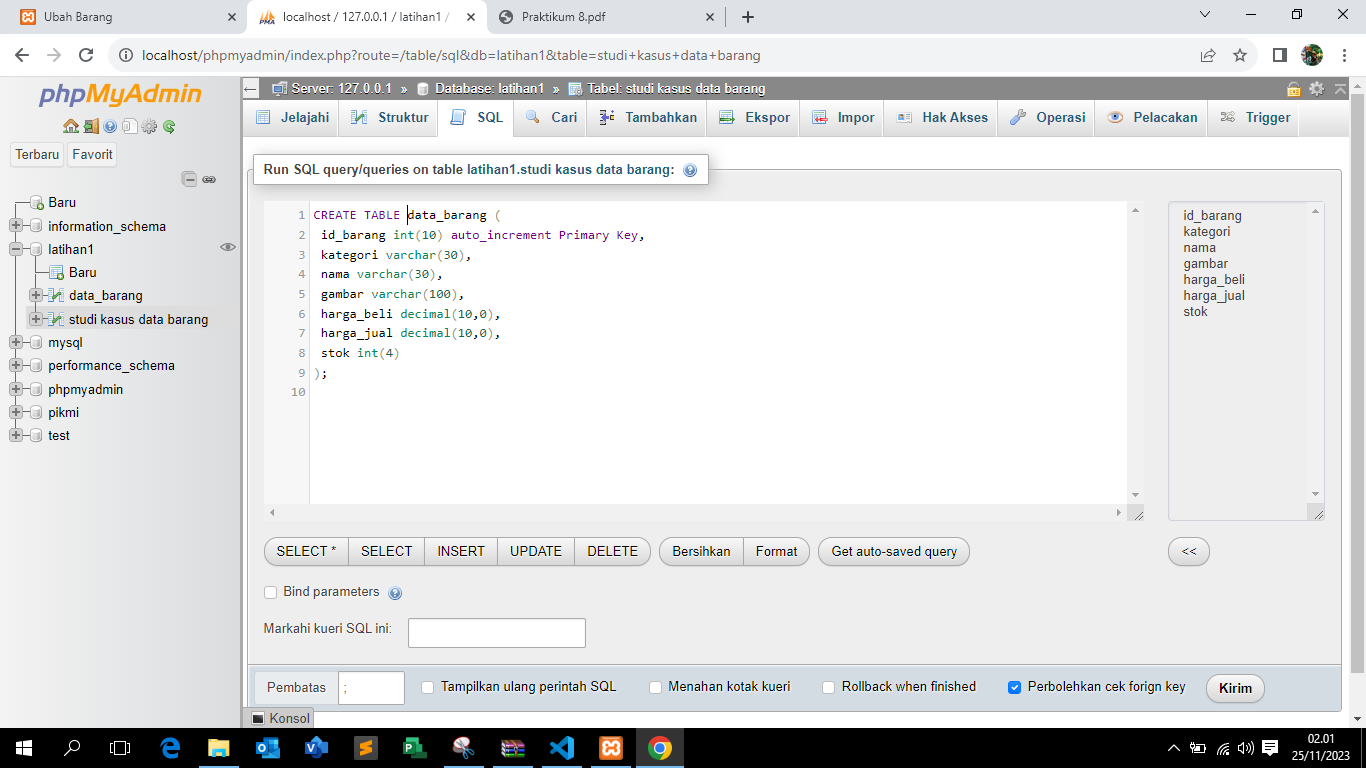 Ubah Barang
localhost / 127.0.0.1 / latihan1 /
Praktikum 8.pdf
localhost/phpmyadmin/index.php?route=/table/sql&db=latihan1&table=studi+kasus+data+barang
phpMyAdmin
Terbaru
Favorit
Baru
information_schema
latihan1
Baru
data_barang
studi kasus data barang
mysql
performance_schema
phpmyadmin
pikmi
test
Server: 127.0.0.1 » Database: latihan1 » Tabel: studi kasus data barang
Jelajahi
Struktur
SQL
Cari
Tambahkan
Ekspor
Impor
Hak Akses
Operasi
Pelacakan
Trigger
Run SQL query/queries on table latihan1.studi kasus data barang:
1 CREATE TABLE data_barang (
2 id_barang int(10) auto_increment Primary Key,
3 kategori varchar(30),
4 nama varchar(30),
5 gambar varchar(100),
6 harga_beli decimal(10,0),
7 harga_jual decimal(10,0),
8 stok int(4)
9 );
10
id_barang
kategori
nama
gambar
harga_beli
harga_jual
stok
SELECT *
SELECT
INSERT
UPDATE
DELETE
Bersihkan
Format
Get auto-saved query
<<
Bind parameters
Markahi kueri SQL ini:
Pembatas
;
Tampilkan ulang perintah SQL
Menahan kotak kueri
Rollback when finished
Perbolehkan cek forign key
Kirim
Konsol
02.01
25/11/2023